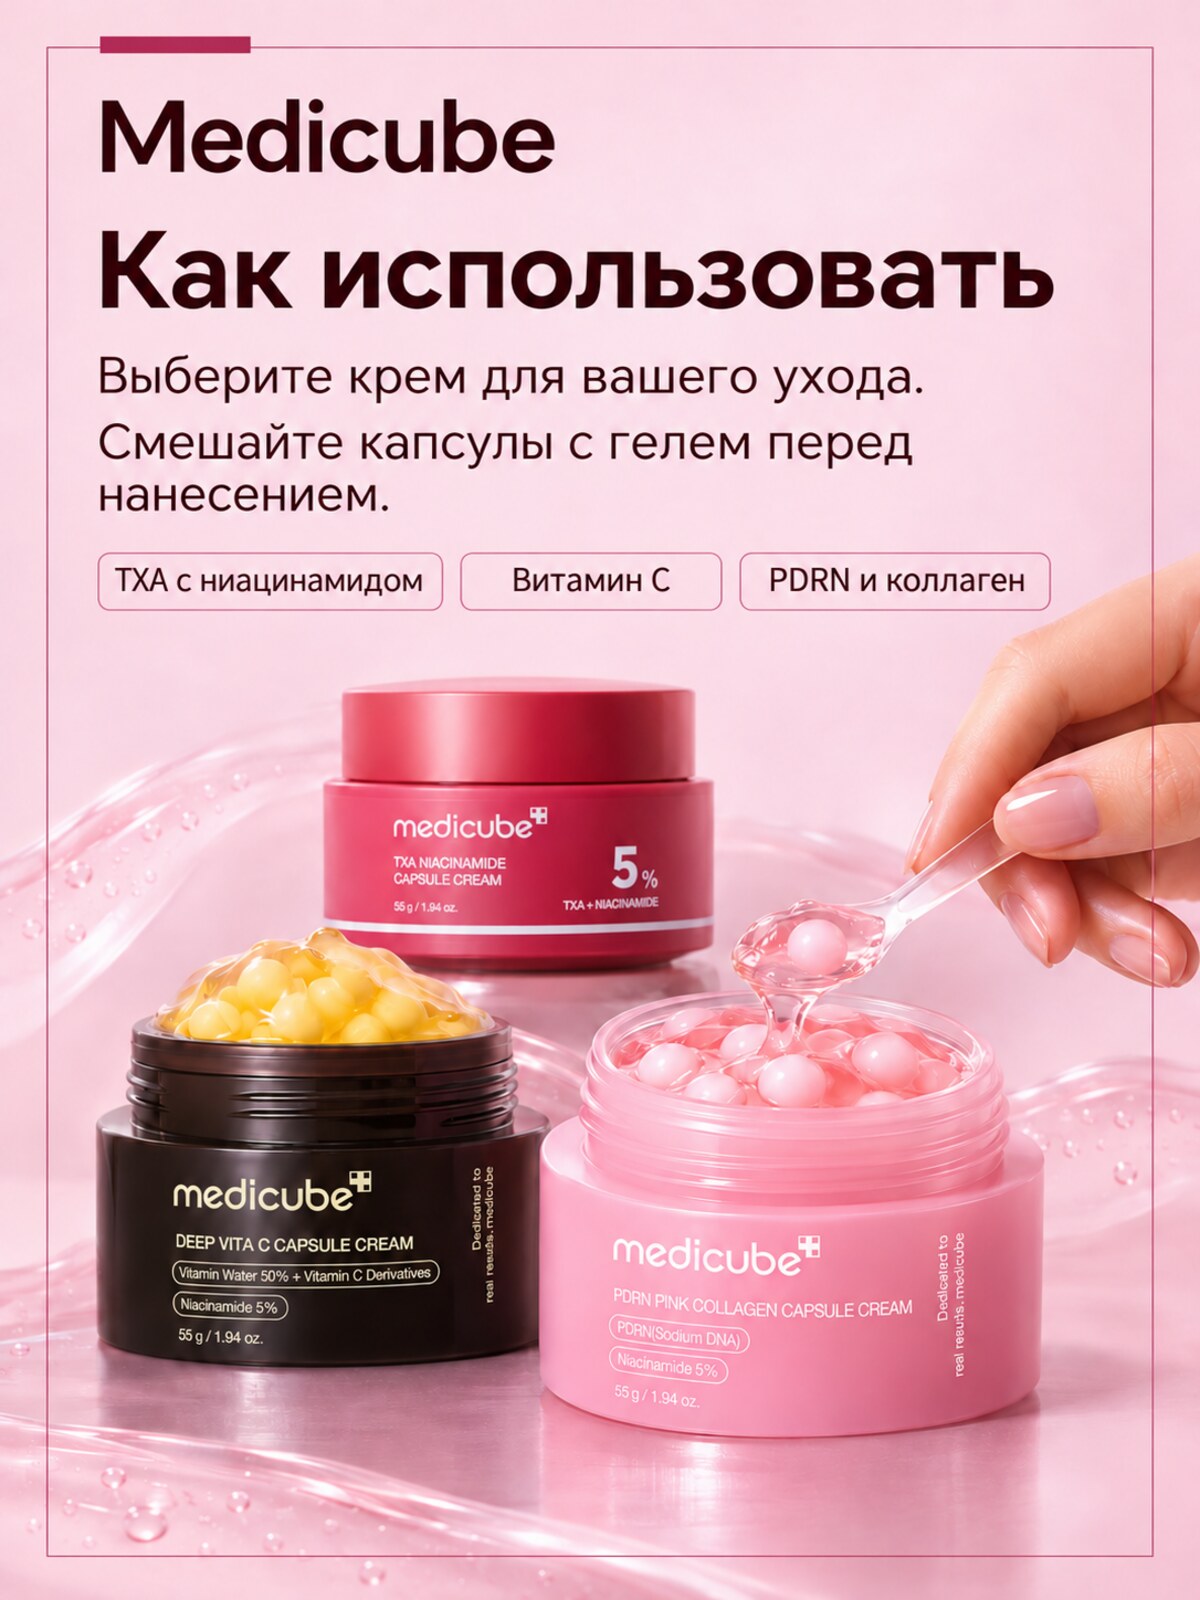 Medicube
Как использовать
Выберите крем для вашего ухода.
Смешайте капсулы с гелем перед
нанесением.
TXA с ниацинамидом
Витамин C
PDRN и коллаген
medicube
TXA NIACINAMIDE
CAPSULE CREAM
55 g / 1.94 oz.
5%
TXA + NIACINAMIDE
medicube
DEEP VITA C CAPSULE CREAM
Vitamin Water 50% + Vitamin C Derivatives
Niacinamide 5%
55 g / 1.94 oz.
Dedicated to
real results. medicube
medicube
PDRN PINK COLLAGEN CAPSULE CREAM
PDRN(Sodium DNA)
Niacinamide 5%
55 g / 1.94 oz.
Dedicated to
real results. medicube